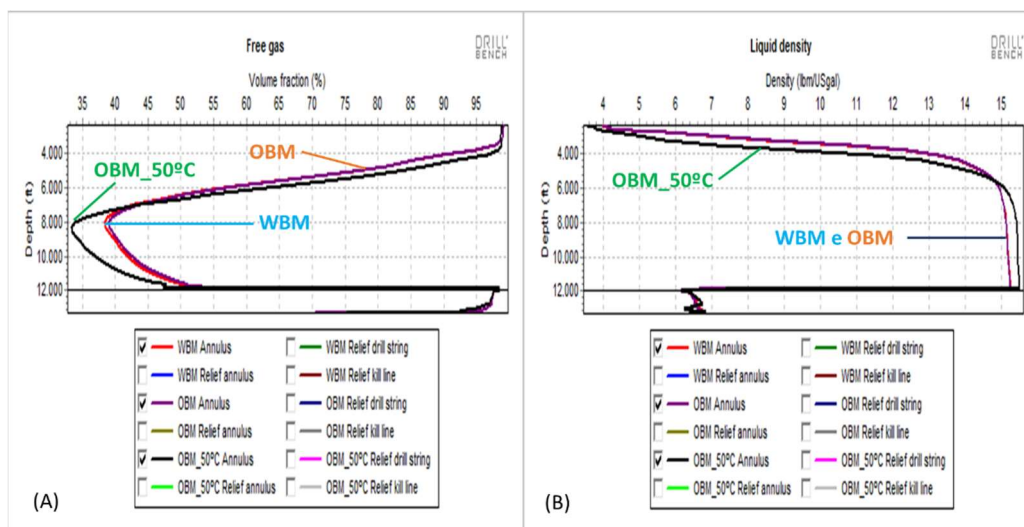 Free gas
DRILL
BENCH
Volume fraction (%)
35 40 45 50 55 60 65 70 75 80 85 90 95
4.000
6.000
8.000
10.000
12.000
Depth (ft)
OBM_50ºC
OBM
WBM
WBM Annulus
WBM Relief drill string
WBM Relief annulus
WBM Relief kill line
OBM Annulus
OBM Relief drill string
OBM Relief annulus
OBM Relief kill line
OBM_50ºC Annulus
OBM_50ºC Relief drill string
OBM_50ºC Relief annulus
OBM_50ºC Relief kill line
(A)
Liquid density
DRILL
BENCH
Density (lbm/USgal)
4 6 7 8 9 10 11 12 13 14 15
4.000
6.000
8.000
10.000
12.000
Depth (ft)
OBM_50ºC
WBM e OBM
WBM Annulus
WBM Relief drill string
WBM Relief annulus
WBM Relief kill line
OBM Annulus
OBM Relief drill string
OBM Relief annulus
OBM Relief kill line
OBM_50ºC Annulus
OBM_50ºC Relief drill string
OBM_50ºC Relief annulus
OBM_50ºC Relief kill line
(B)